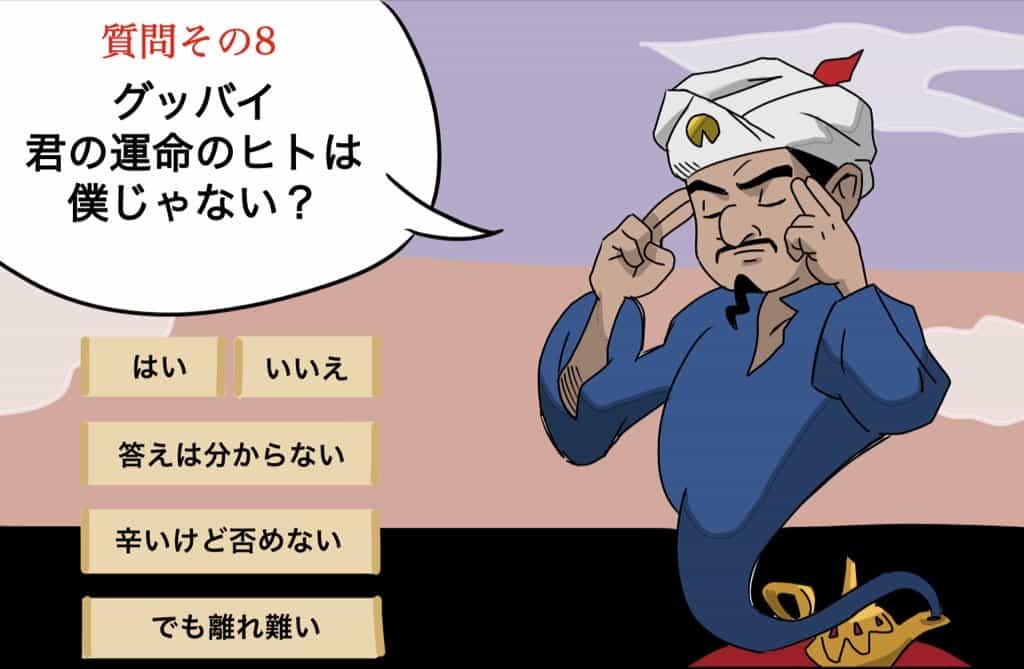 質問その8
グッバイ
君の運命のヒトは
僕じゃない？
はい
いいえ
答えは分からない
辛いけど否めない
でも離れ難い